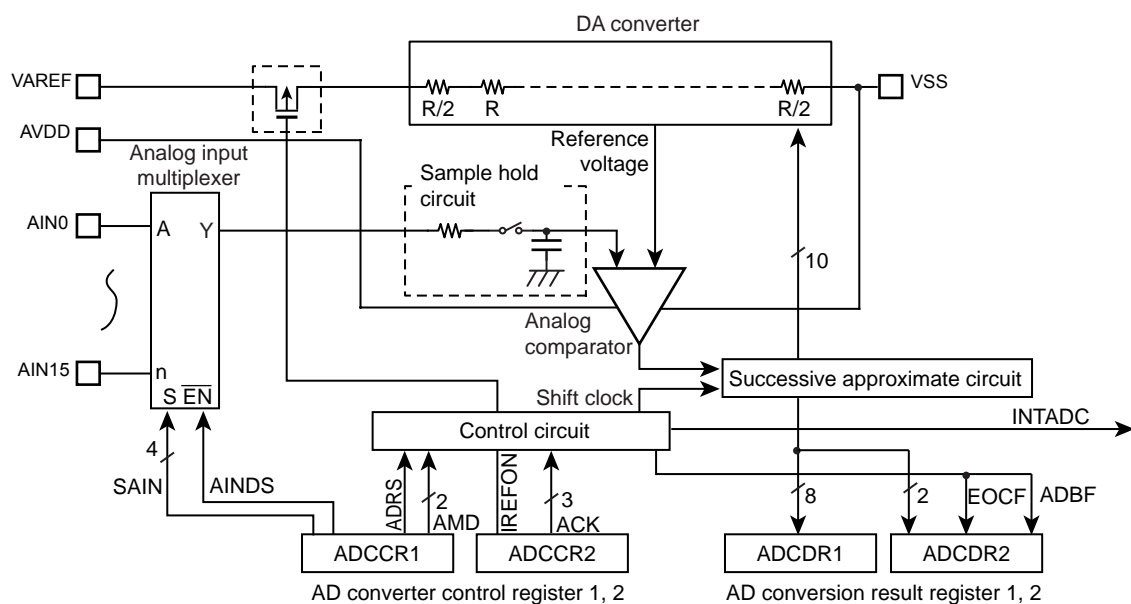 DA converter
VAREF
VSS
R/2
R
R/2
AVDD
Analog input
multiplexer
Reference
voltage
Sample hold
circuit
AIN0
A
Y
10
Analog
comparator
AIN15
n
S
EN
Successive approximate circuit
Shift clock
INTADC
Control circuit
4
SAIN
AINDS
ADRS
2
AMD
IREFON
3
ACK
8
2
EOCF
ADBF
ADCCR1
ADCCR2
ADCDR1
ADCDR2
AD converter control register 1, 2
AD conversion result register 1, 2